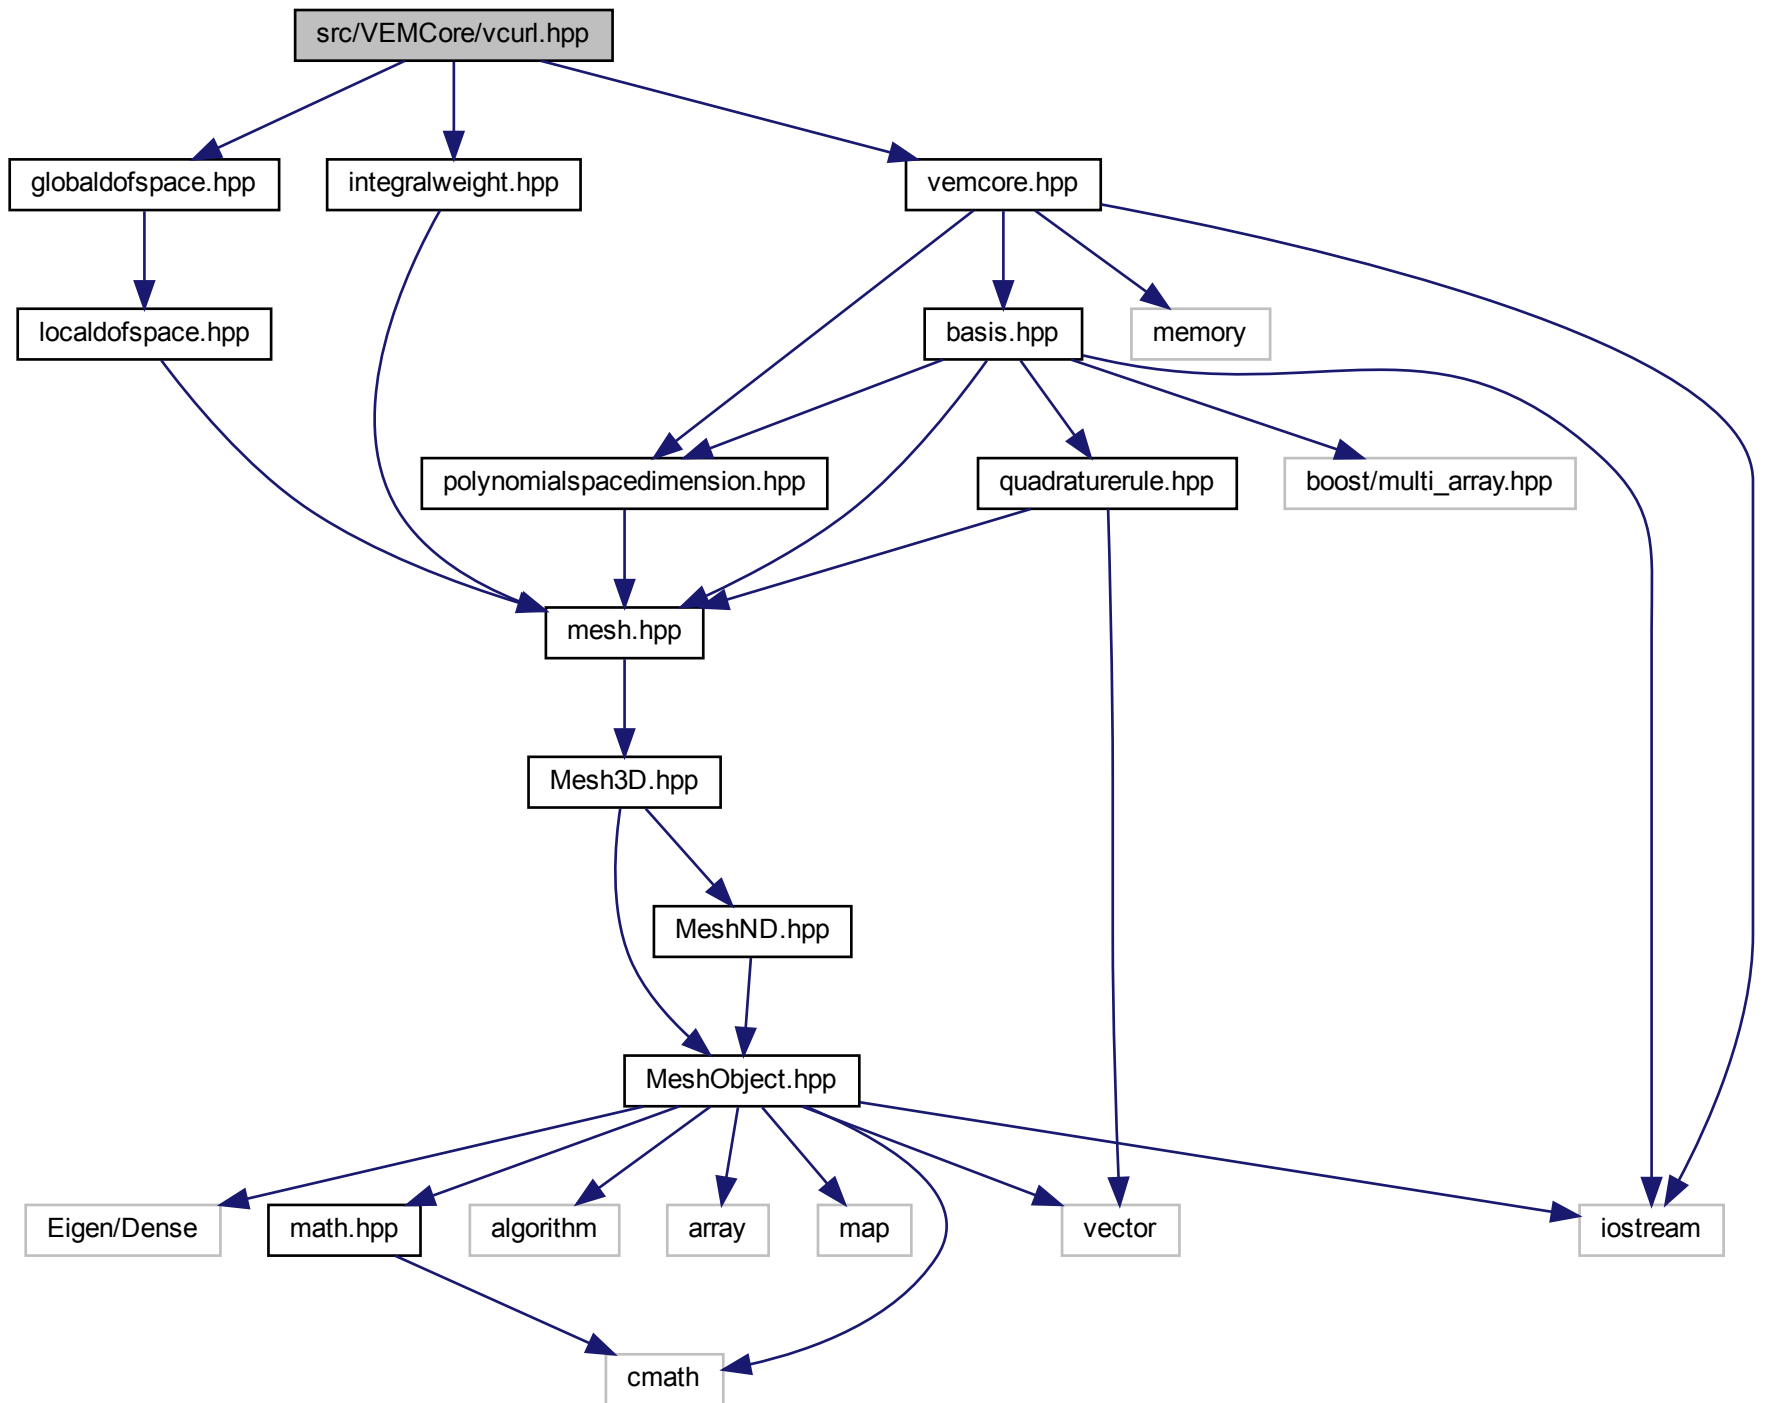 src/VEMCore/vcurl.hpp
globaldofspace.hpp
integralweight.hpp
vemcore.hpp
localdofspace.hpp
basis.hpp
memory
polynomialspacedimension.hpp
quadraturerule.hpp
boost/multi_array.hpp
mesh.hpp
Mesh3D.hpp
MeshND.hpp
MeshObject.hpp
Eigen/Dense
math.hpp
algorithm
array
map
vector
iostream
cmath